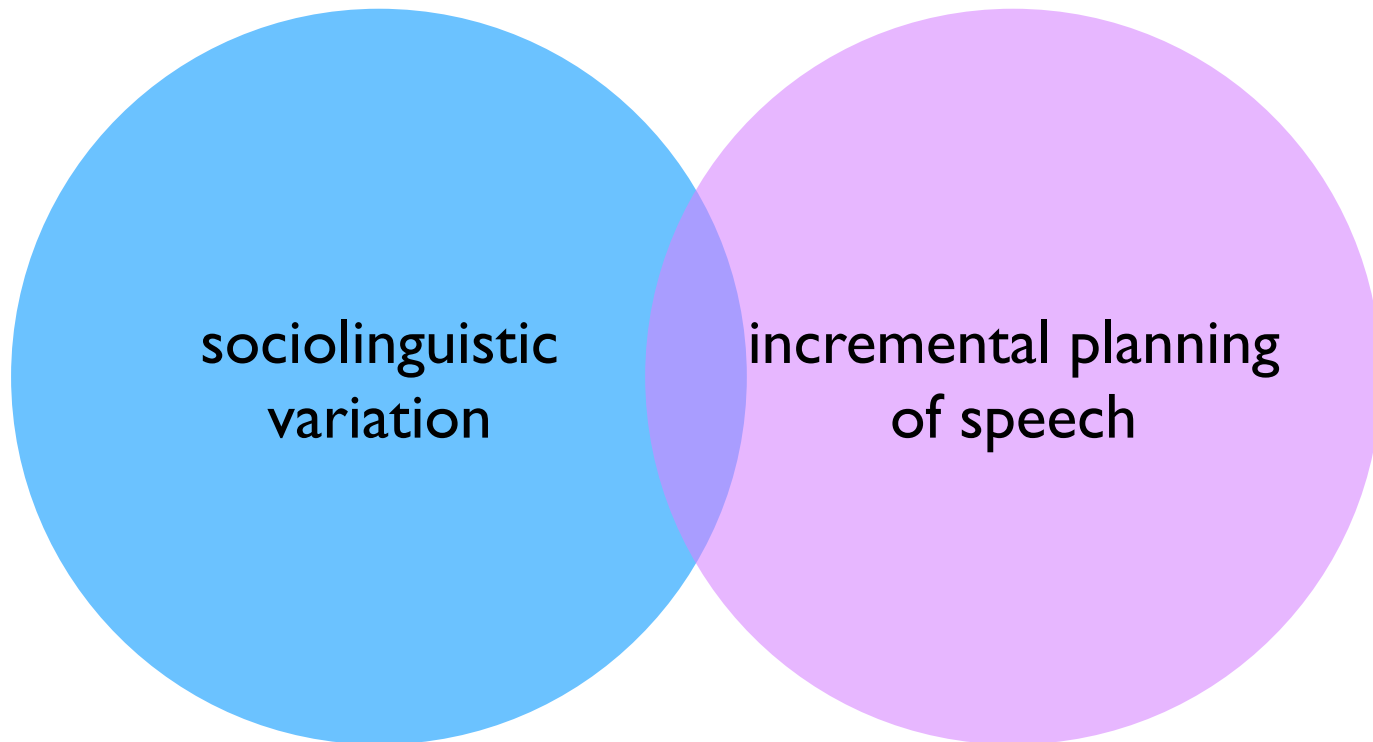 sociolinguistic
variation
incremental planning
of speech